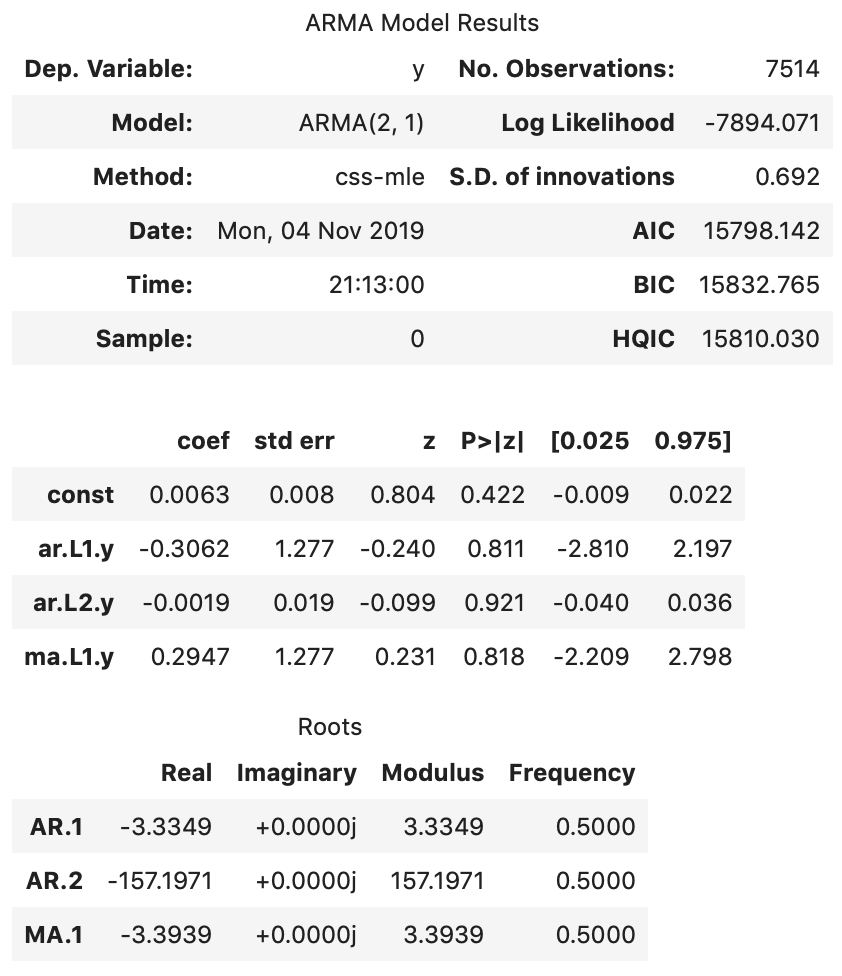 ARMA Model Results
Dep. Variable: y No. Observations: 7514
Model: ARMA(2, 1) Log Likelihood -7894.071
Method: css-mle S.D. of innovations 0.692
Date: Mon, 04 Nov 2019 AIC 15798.142
Time: 21:13:00 BIC 15832.765
Sample: 0 HQIC 15810.030
coef std err z P>|z| [0.025 0.975]
const 0.0063 0.008 0.804 0.422 -0.009 0.022
ar.L1.y -0.3062 1.277 -0.240 0.811 -2.810 2.197
ar.L2.y -0.0019 0.019 -0.099 0.921 -0.040 0.036
ma.L1.y 0.2947 1.277 0.231 0.818 -2.209 2.798
Roots
Real Imaginary Modulus Frequency
AR.1 -3.3349 +0.0000j 3.3349 0.5000
AR.2 -157.1971 +0.0000j 157.1971 0.5000
MA.1 -3.3939 +0.0000j 3.3939 0.5000